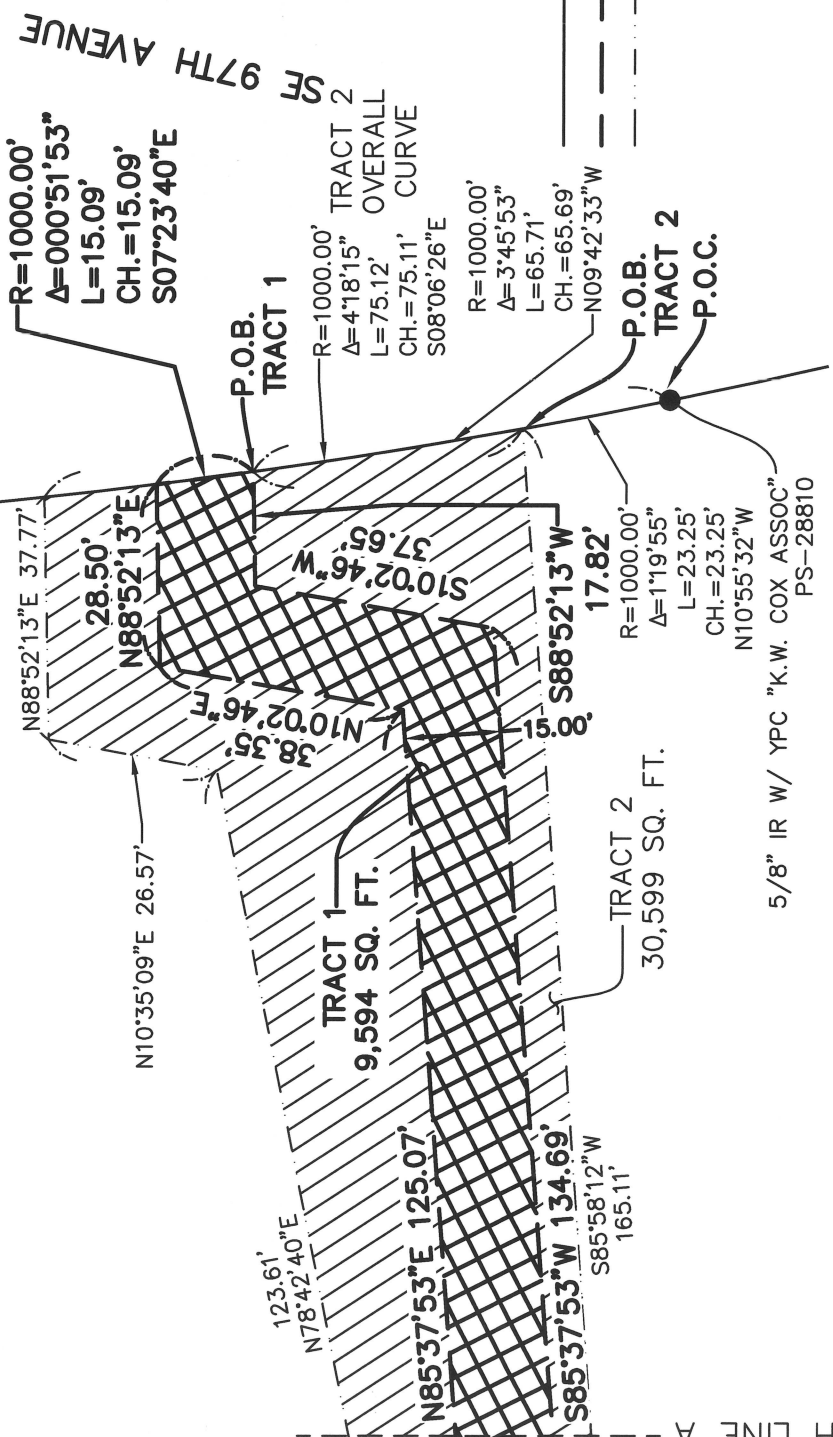 SE 97TH AVENUE
R=1000.00'
Δ=000°51'53"
L=15.09'
CH.=15.09'
S07°23'40"E
P.O.B.
TRACT 1
R=1000.00'
Δ=4°18'15"
L=75.12'
CH.=75.11'
S08°06'26"E
TRACT 2
OVERALL
CURVE
R=1000.00'
Δ=3°45'53"
L=65.71'
CH.=65.69'
N09°42'33"W
P.O.B.
TRACT 2
P.O.C.
N88°52'13"E 37.77'
28.50'
N88°52'13"E
S10°02'46"W
37.65'
N10°02'46"E
38.35'
S88°52'13"W
17.82'
R=1000.00'
Δ=1°19'55"
L=23.25'
CH.=23.25'
N10°55'32"W
5/8" IR W/ YPC "K.W. COX ASSOC"
PS-28810
N10°35'09"E 26.57'
15.00'
TRACT 1
9,594 SQ. FT.
TRACT 2
30,599 SQ. FT.
123.61'
N78°42'40"E
N85°37'53"E 125.07'
S85°37'53"W 134.69'
S85°58'12"W
165.11'
H LINE A